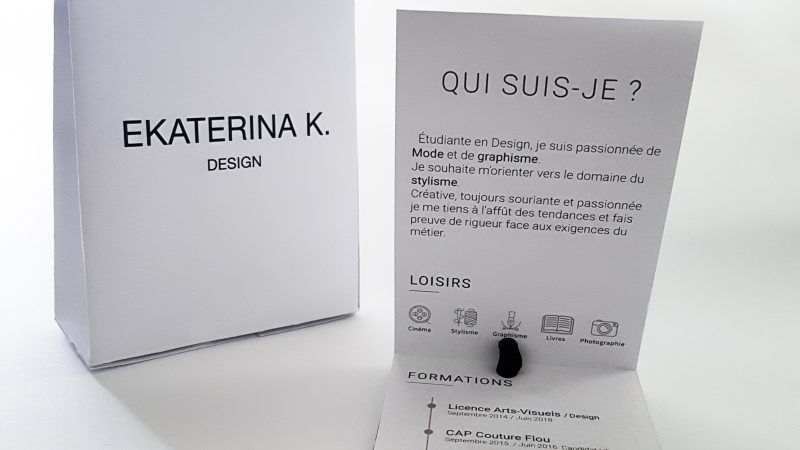 EKATERINA K.
DESIGN
QUI SUIS-JE ?
Étudiante en Design, je suis passionnée de
Mode et de graphisme.
Je souhaite m'orienter vers le domaine du
stylisme.
Créative, toujours souriante et passionnée
je me tiens à l'affût des tendances et fais
preuve de rigueur face aux exigences du
métier.
LOISIRS
Cinéma Stylisme Graphisme Livres Photographie
FORMATIONS
Licence Arts-Visuels / Design
Septembre 2014 / Juin 2018
CAP Couture Flou
Septembre 2015 / Juin 2016